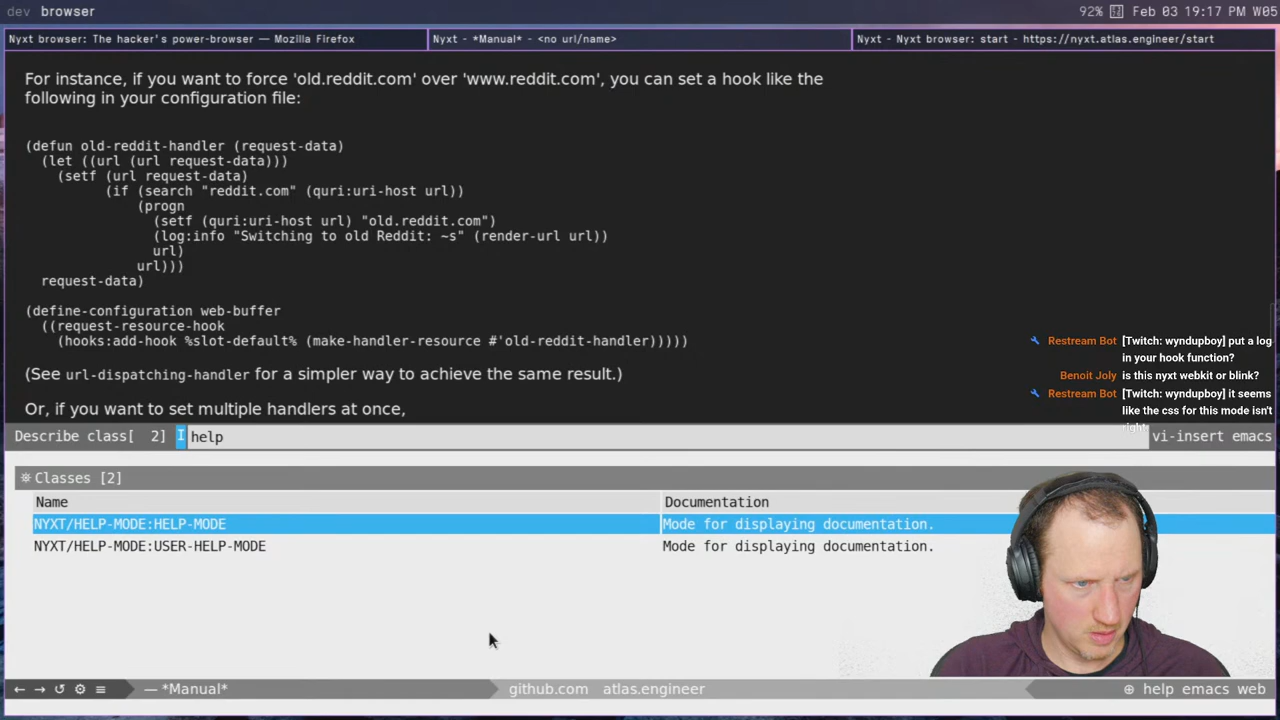 dev browser
92% Feb 03 19:17 PM W05
Nyxt browser: The hacker's power-browser — Mozilla Firefox
Nyxt - *Manual* - <no url/name>
Nyxt - Nyxt browser: start - https://nyxt.atlas.engineer/start
For instance, if you want to force 'old.reddit.com' over 'www.reddit.com', you can set a hook like the
following in your configuration file:
(defun old-reddit-handler (request-data)
  (let ((url (url request-data)))
    (setf (url request-data)
          (if (search "reddit.com" (quri:uri-host url))
              (progn
                (setf (quri:uri-host url) "old.reddit.com")
                (log:info "Switching to old Reddit: ~s" (render-url url))
                url)
              url)))
  request-data)
(define-configuration web-buffer
  ((request-resource-hook
    (hooks:add-hook %slot-default% (make-handler-resource #'old-reddit-handler)))))
(See url-dispatching-handler for a simpler way to achieve the same result.)
Or, if you want to set multiple handlers at once,
Restream Bot [Twitch: wyndupboy] put a log
in your hook function?
Benoit Joly is this nyxt webkit or blink?
Restream Bot [Twitch: wyndupboy] it seems
like the css for this mode isn't
right
Describe class[ 2] I help
vi-insert emacs
Classes [2]
Name Documentation
NYXT/HELP-MODE:HELP-MODE Mode for displaying documentation.
NYXT/HELP-MODE:USER-HELP-MODE Mode for displaying documentation.
— *Manual*
github.com atlas.engineer
help emacs web